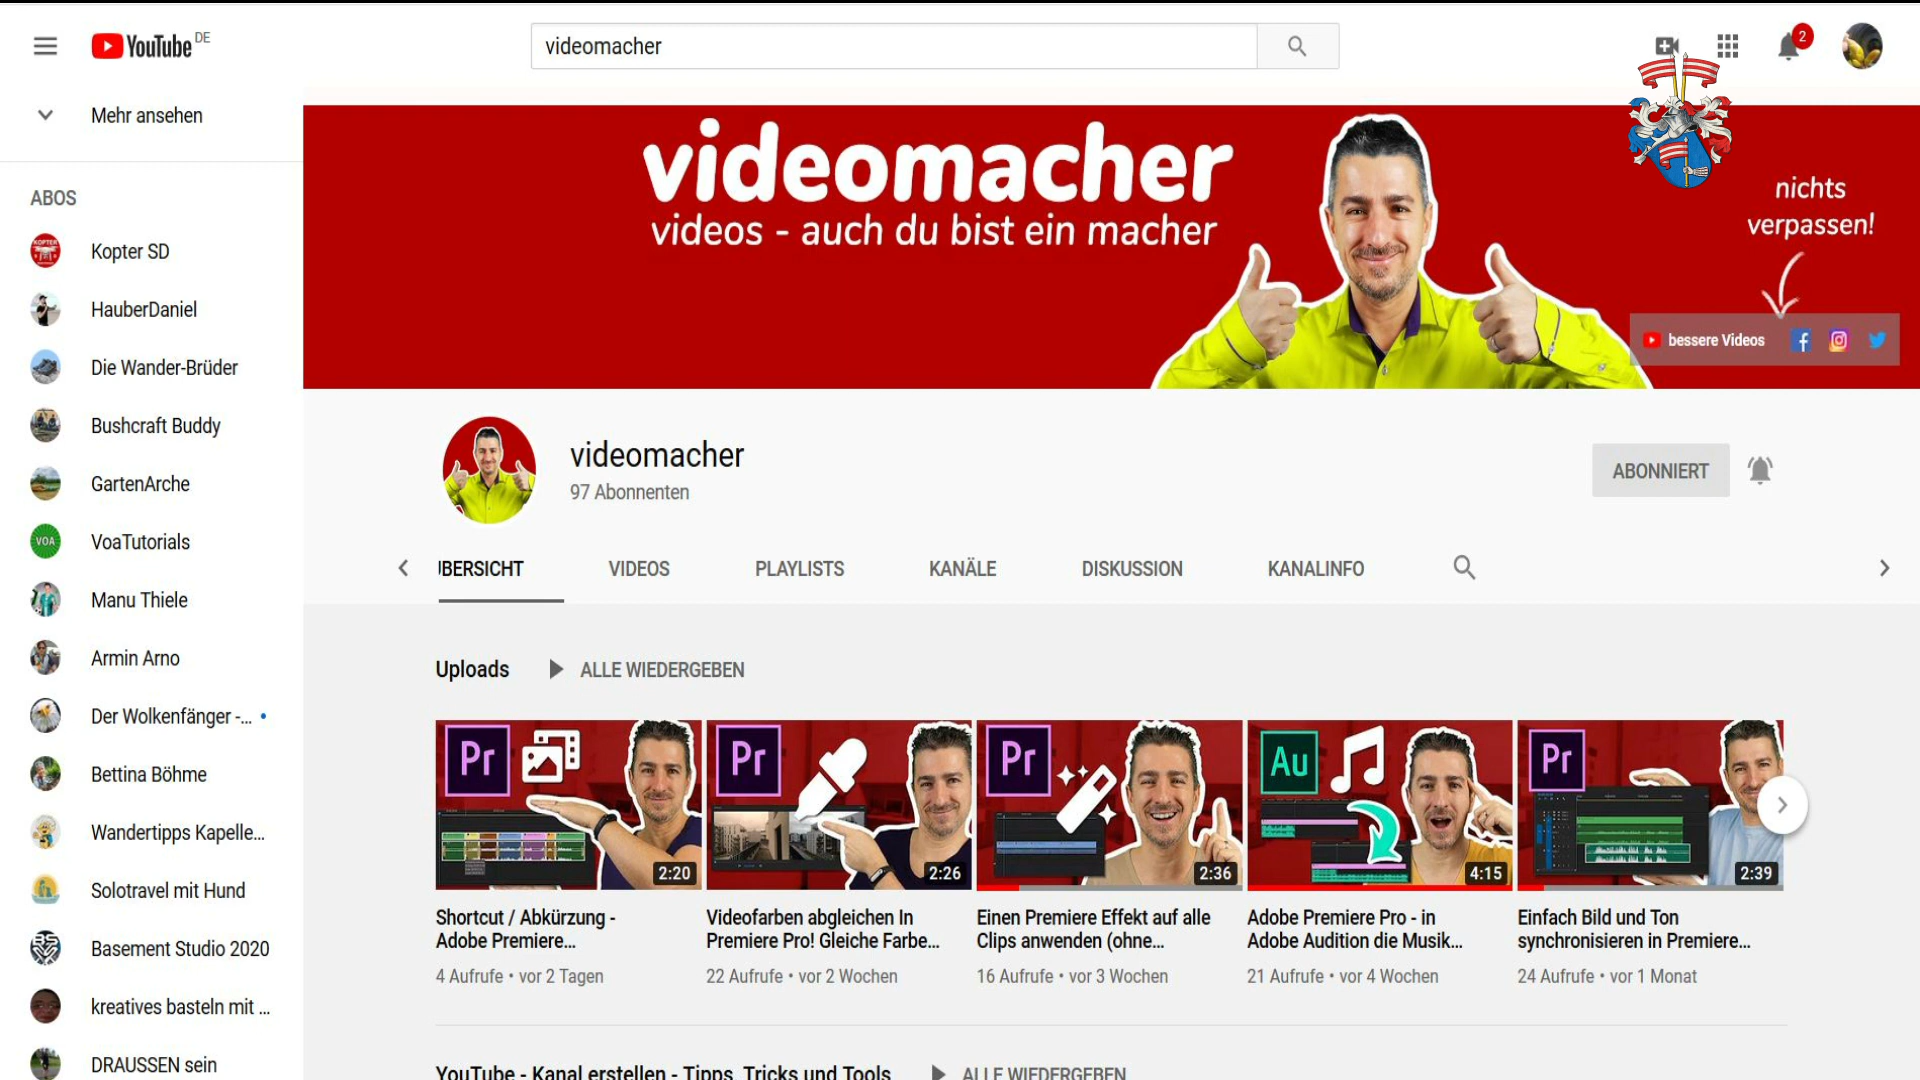 YouTube DE
videomacher
2
Mehr ansehen
ABOS
Kopter SD
HauberDaniel
Die Wander-Brüder
Bushcraft Buddy
GartenArche
VOA
VoaTutorials
Manu Thiele
Armin Arno
Der Wolkenfänger -...
Bettina Böhme
Wandertipps Kapelle...
Solotravel mit Hund
Basement Studio 2020
kreatives basteln mit ...
DRAUSSEN sein
videomacher
videos - auch du bist ein macher
nichts
verpassen!
bessere Videos
videomacher
97 Abonnenten
ABONNIERT
ÜBERSICHT
VIDEOS
PLAYLISTS
KANÄLE
DISKUSSION
KANALINFO
Uploads
ALLE WIEDERGEBEN
Pr
2:20
Shortcut / Abkürzung -
Adobe Premiere...
4 Aufrufe • vor 2 Tagen
Pr
2:26
Videofarben abgleichen In
Premiere Pro! Gleiche Farbe...
22 Aufrufe • vor 2 Wochen
Pr
2:36
Einen Premiere Effekt auf alle
Clips anwenden (ohne...
16 Aufrufe • vor 3 Wochen
Au
4:15
Adobe Premiere Pro - in
Adobe Audition die Musik...
21 Aufrufe • vor 4 Wochen
Pr
2:39
Einfach Bild und Ton
synchronisieren in Premiere...
24 Aufrufe • vor 1 Monat
YouTube - Kanal erstellen - Tipps, Tricks und Tools
ALLE WIEDERGEBEN